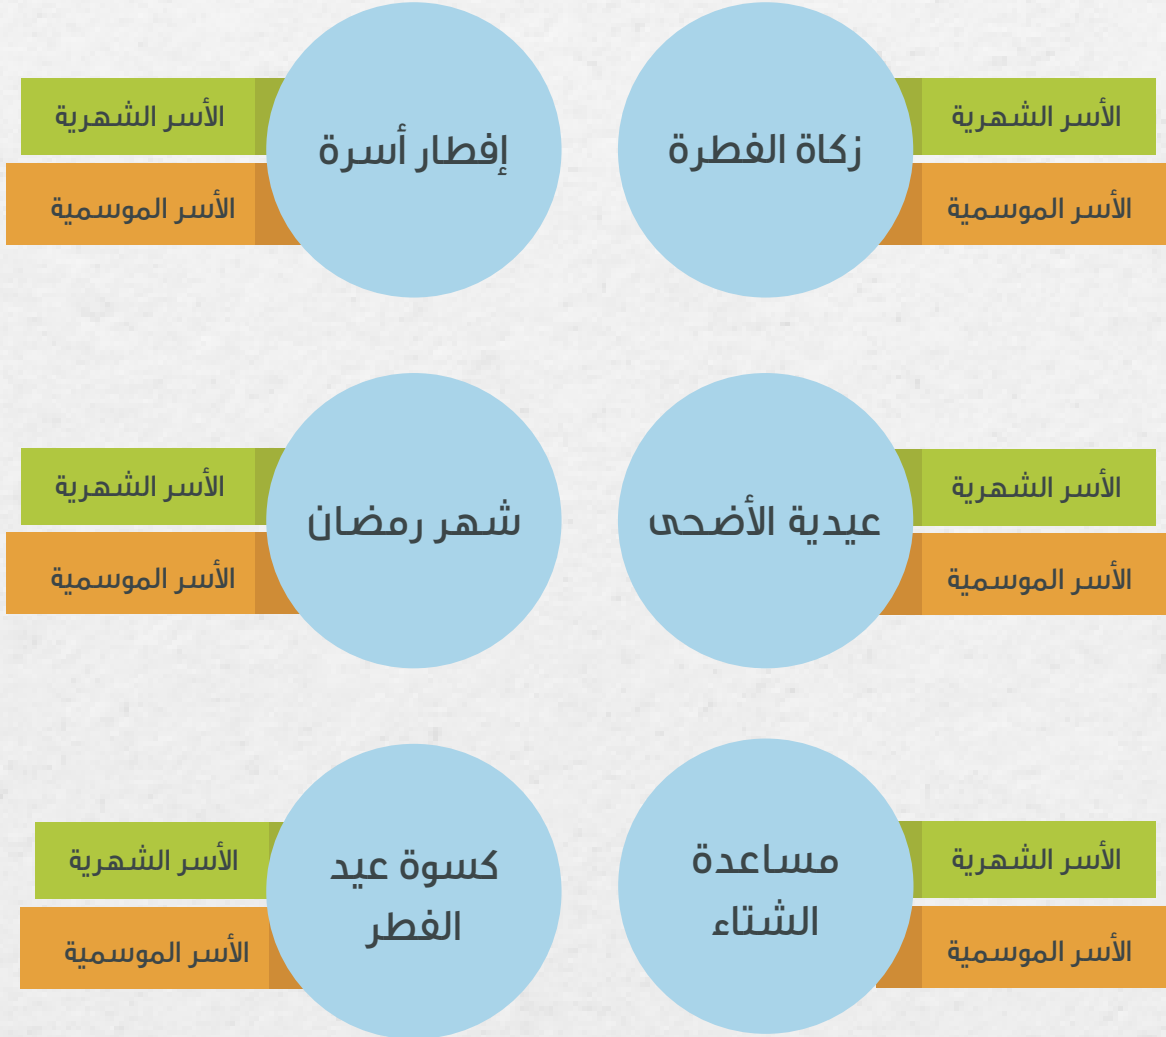 زكاة الفطرة
الأسر الشهرية
الأسر الموسمية
إفطار أسرة
الأسر الشهرية
الأسر الموسمية
عيدية الأضحى
الأسر الشهرية
الأسر الموسمية
شهر رمضان
الأسر الشهرية
الأسر الموسمية
مساعدة
الشتاء
الأسر الشهرية
الأسر الموسمية
كسوة عيد
الفطر
الأسر الشهرية
الأسر الموسمية